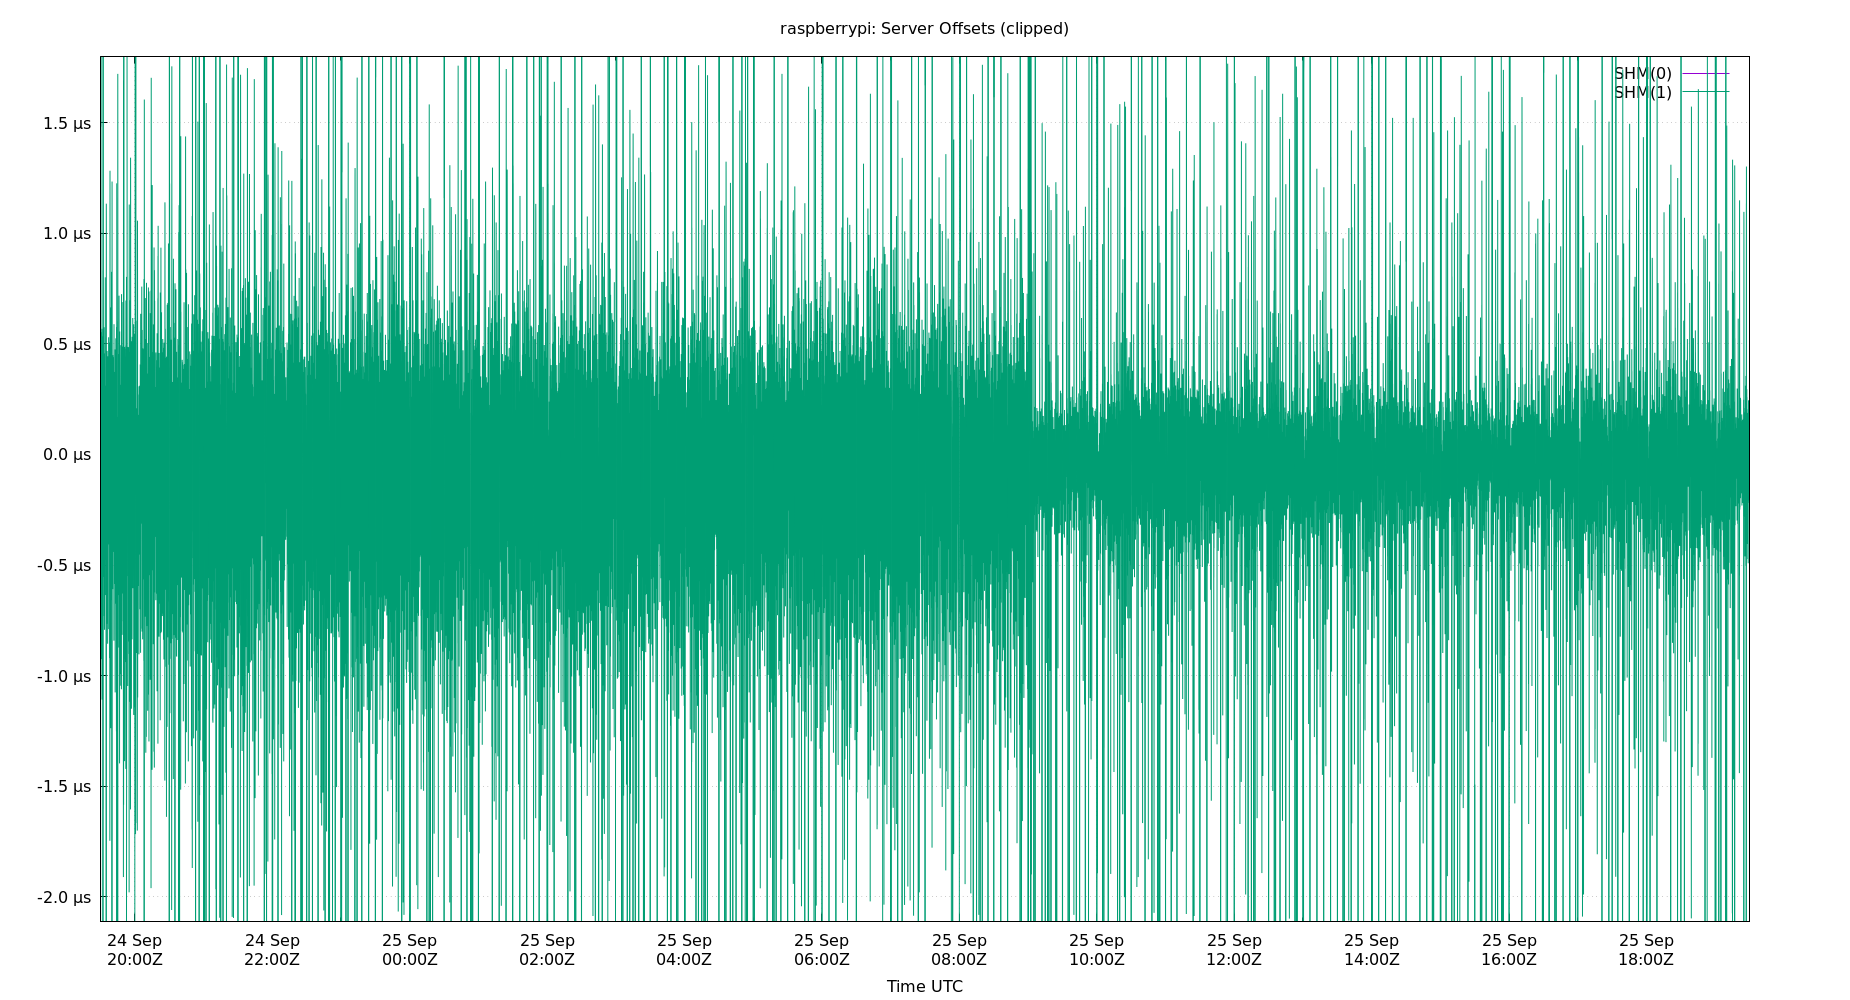 raspberrypi: Server Offsets (clipped)
SHM(0)
SHM(1)
1.5 µs
1.0 µs
0.5 µs
0.0 µs
-0.5 µs
-1.0 µs
-1.5 µs
-2.0 µs
24 Sep 24 Sep 25 Sep 25 Sep 25 Sep 25 Sep 25 Sep 25 Sep 25 Sep 25 Sep 25 Sep 25 Sep
20:00Z 22:00Z 00:00Z 02:00Z 04:00Z 06:00Z 08:00Z 10:00Z 12:00Z 14:00Z 16:00Z 18:00Z
Time UTC